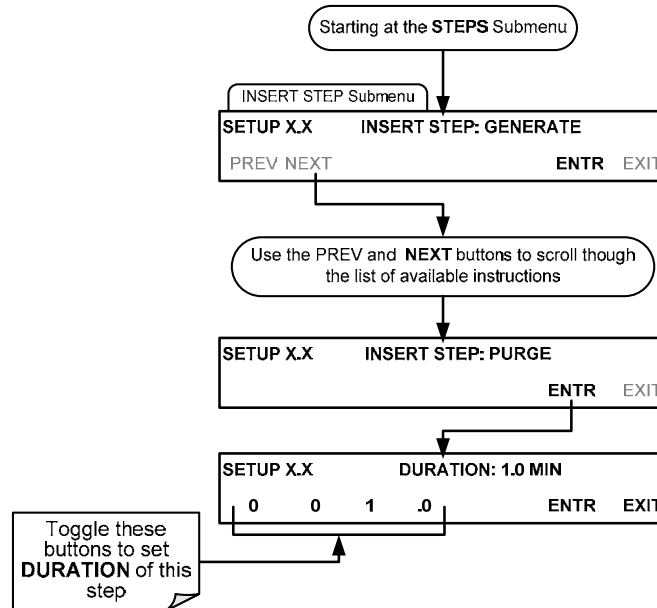 Starting at the STEPS Submenu
INSERT STEP Submenu
SETUP X.X INSERT STEP: GENERATE
PREV NEXT ENTR EXIT
Use the PREV and NEXT buttons to scroll though
the list of available instructions
SETUP X.X INSERT STEP: PURGE
ENTR EXIT
SETUP X.X DURATION: 1.0 MIN
0 0 1 .0 ENTR EXIT
Toggle these
buttons to set
DURATION of this
step